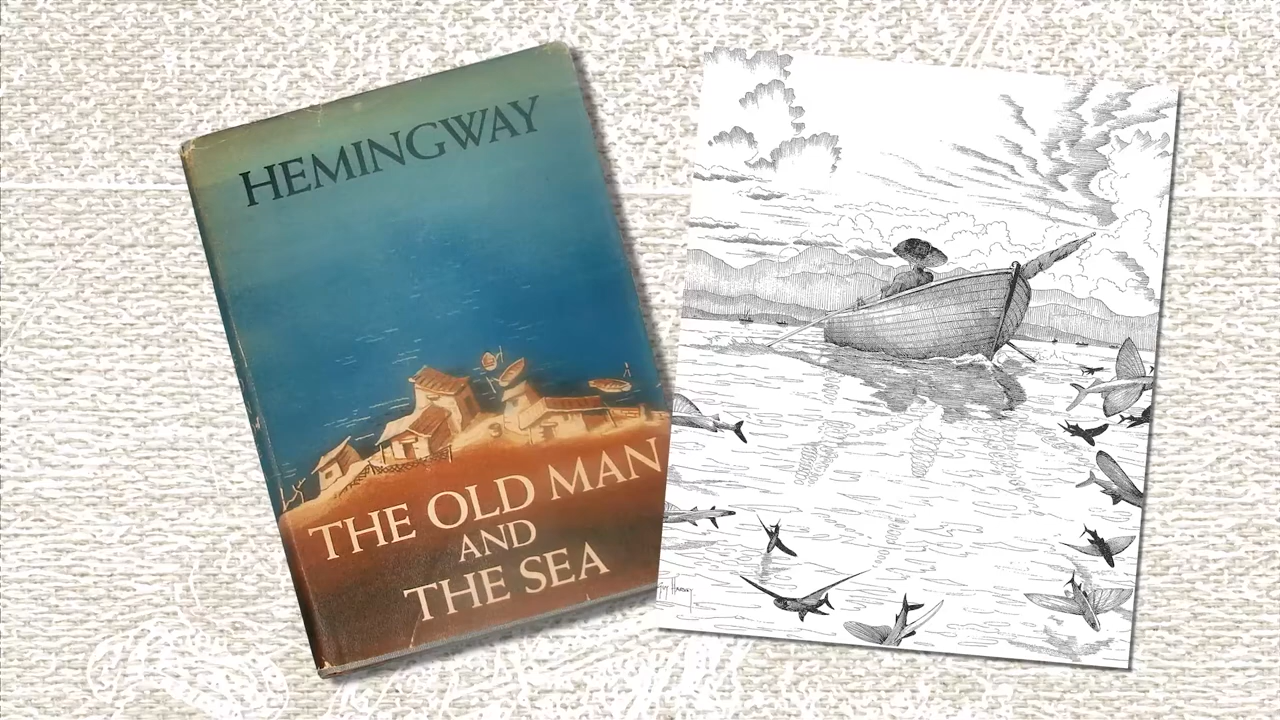 HEMINGWAY
THE OLD MAN
AND
THE SEA